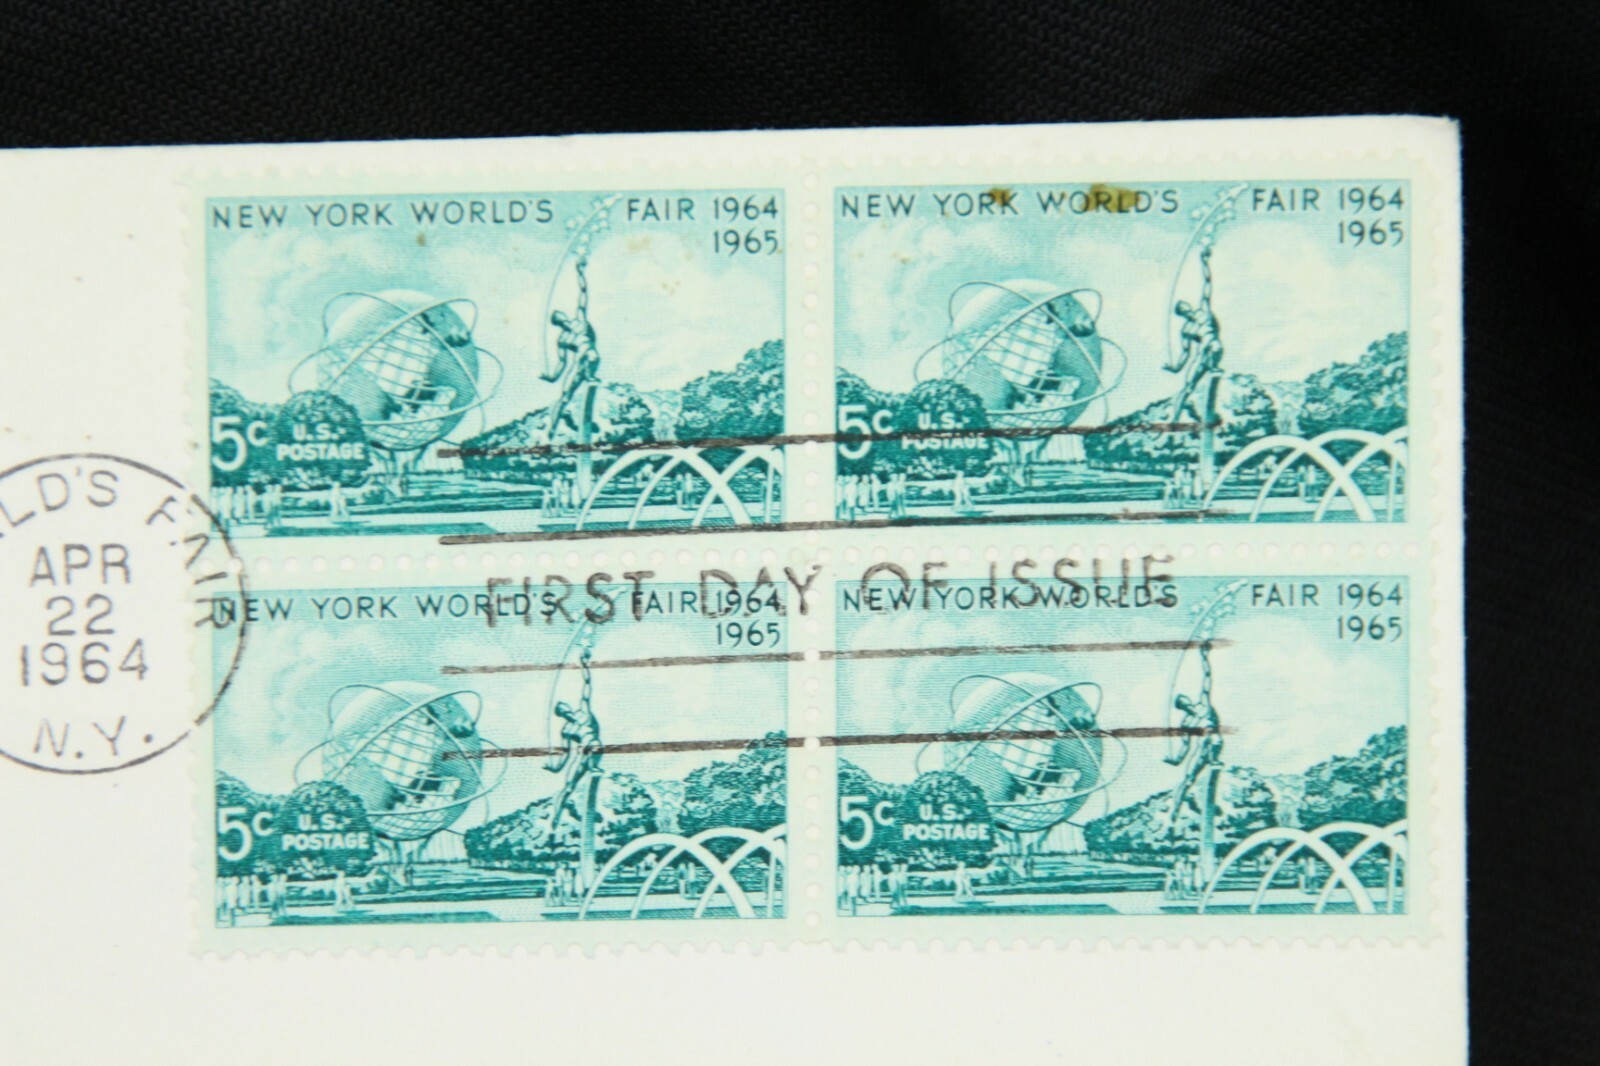 NEW YORK WORLD'S FAIR 1964
1965
5c U.S.
POSTAGE
NEW YORK WORLD'S FAIR 1964
1965
5c U.S.
POSTAGE
LD'S FAIR
APR
22
1964
N.Y.
FIRST DAY OF ISSUE
NEW YORK WORLD'S FAIR 1964
1965
5c U.S.
POSTAGE
NEW YORK WORLD'S FAIR 1964
1965
5c U.S.
POSTAGE